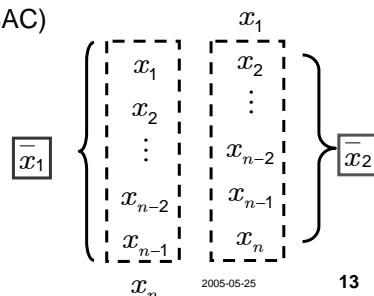 SAC)
x₁
x₁ x₂
x₂ ⋮
x̄₁ ⋮ xₙ₋₂ x̄₂
xₙ₋₂ xₙ₋₁
xₙ₋₁ xₙ
xₙ 2005-05-25 13